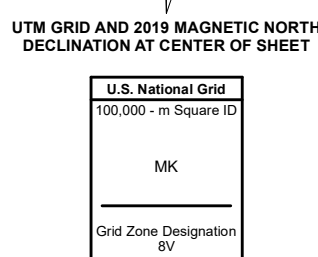 UTM GRID AND 2019 MAGNETIC NORTH
DECLINATION AT CENTER OF SHEET
U.S. National Grid
100,000 - m Square ID
MK
Grid Zone Designation
8V